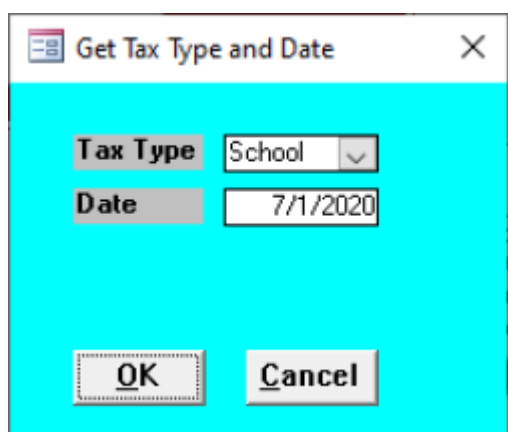 Get Tax Type and Date
Tax Type School
Date 7/1/2020
OK Cancel